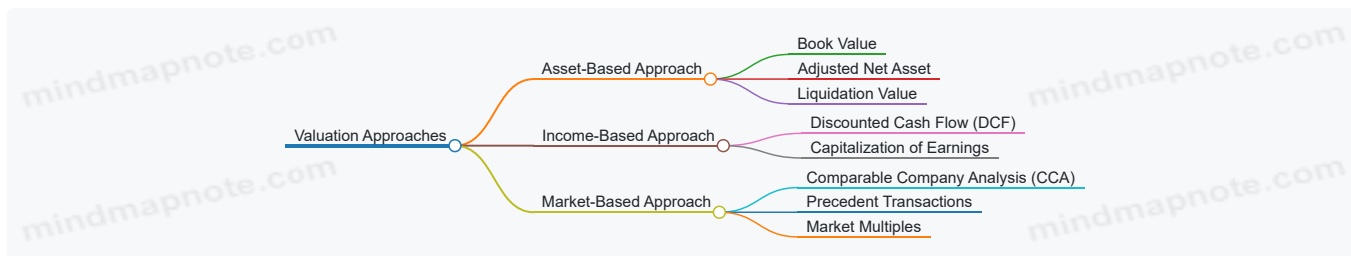 mindmapnote.com
mindmapnote.com
Book Value
Asset-Based Approach
Adjusted Net Asset
Liquidation Value
Discounted Cash Flow (DCF)
Valuation Approaches
Income-Based Approach
Capitalization of Earnings
Comparable Company Analysis (CCA)
Market-Based Approach
Precedent Transactions
Market Multiples
mindmapnote.com
mindmapnote.com